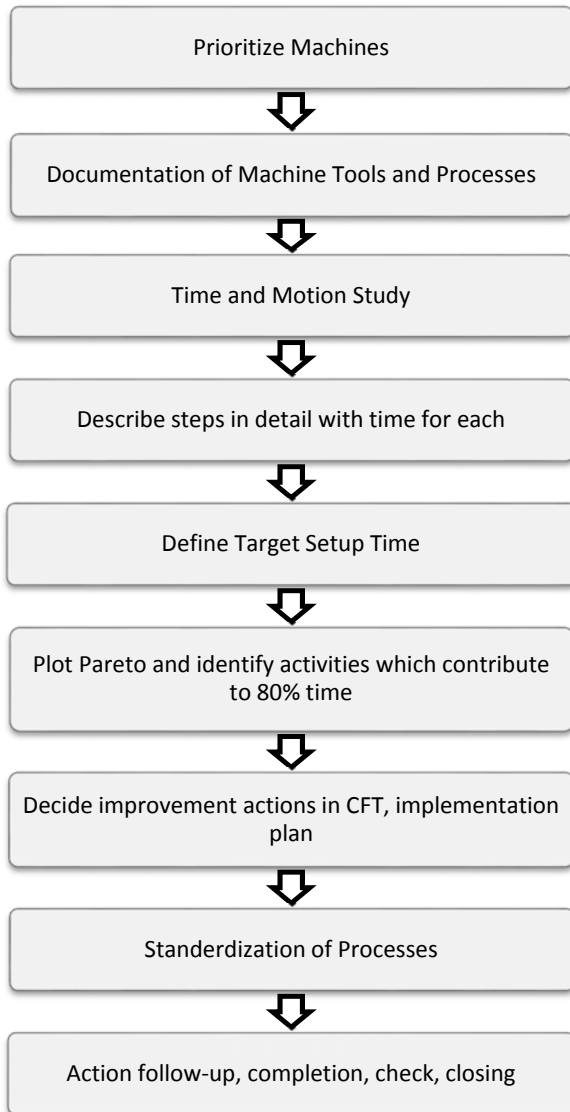 Prioritize Machines
Documentation of Machine Tools and Processes
Time and Motion Study
Describe steps in detail with time for each
Define Target Setup Time
Plot Pareto and identify activities which contribute
to 80% time
Decide improvement actions in CFT, implementation
plan
Standerdization of Processes
Action follow-up, completion, check, closing